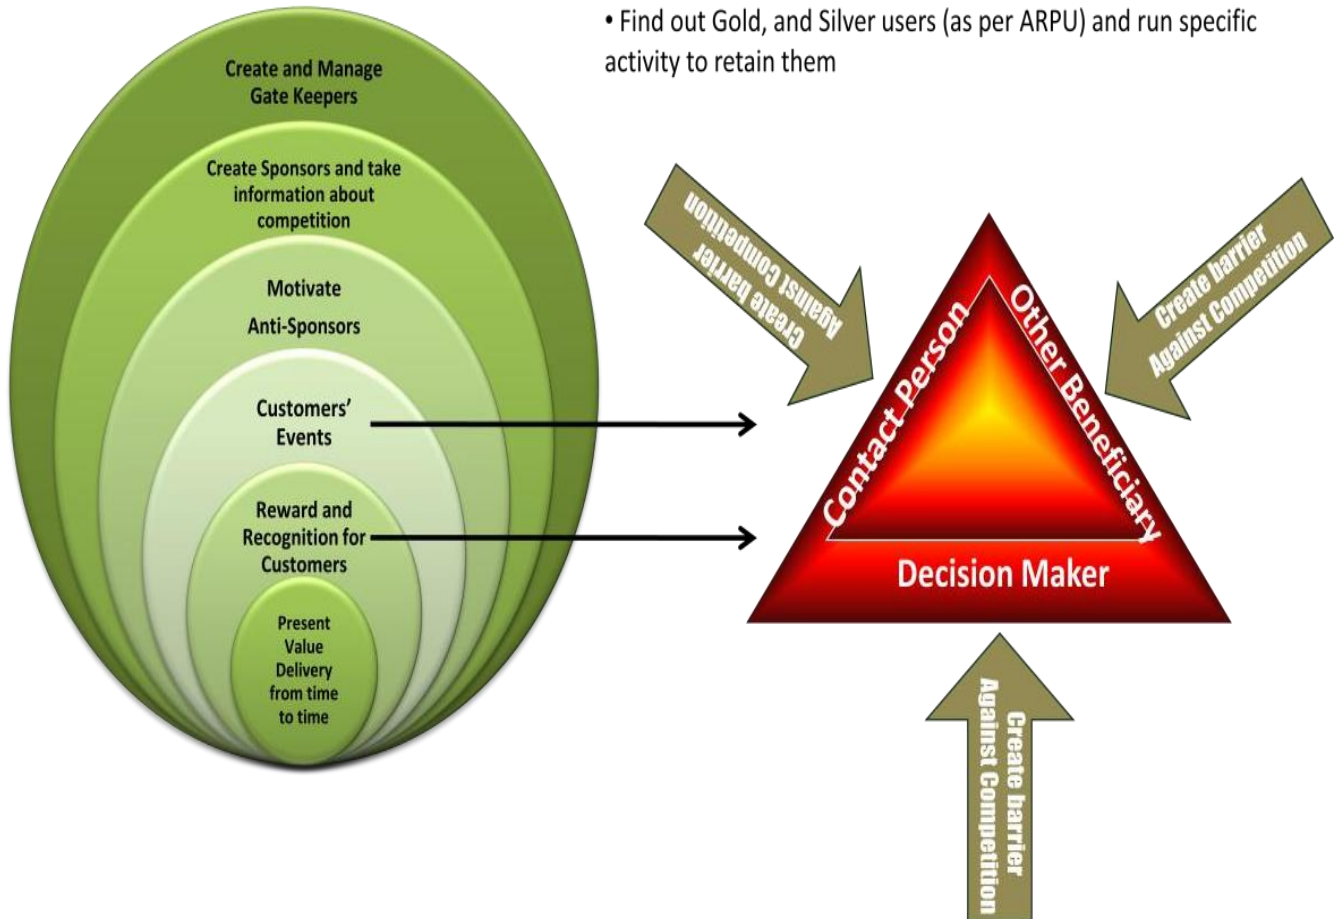 • Find out Gold, and Silver users (as per ARPU) and run specific
activity to retain them
Create and Manage
Gate Keepers
Create Sponsors and take
information about
competition
Motivate
Anti-Sponsors
Customers’
Events
Reward and
Recognition for
Customers
Present
Value
Delivery
from time
to time
Create barrier
Against Competition
Create barrier
Against Competition
Contact Person
Other Beneficiary
Decision Maker
Create barrier
Against Competition